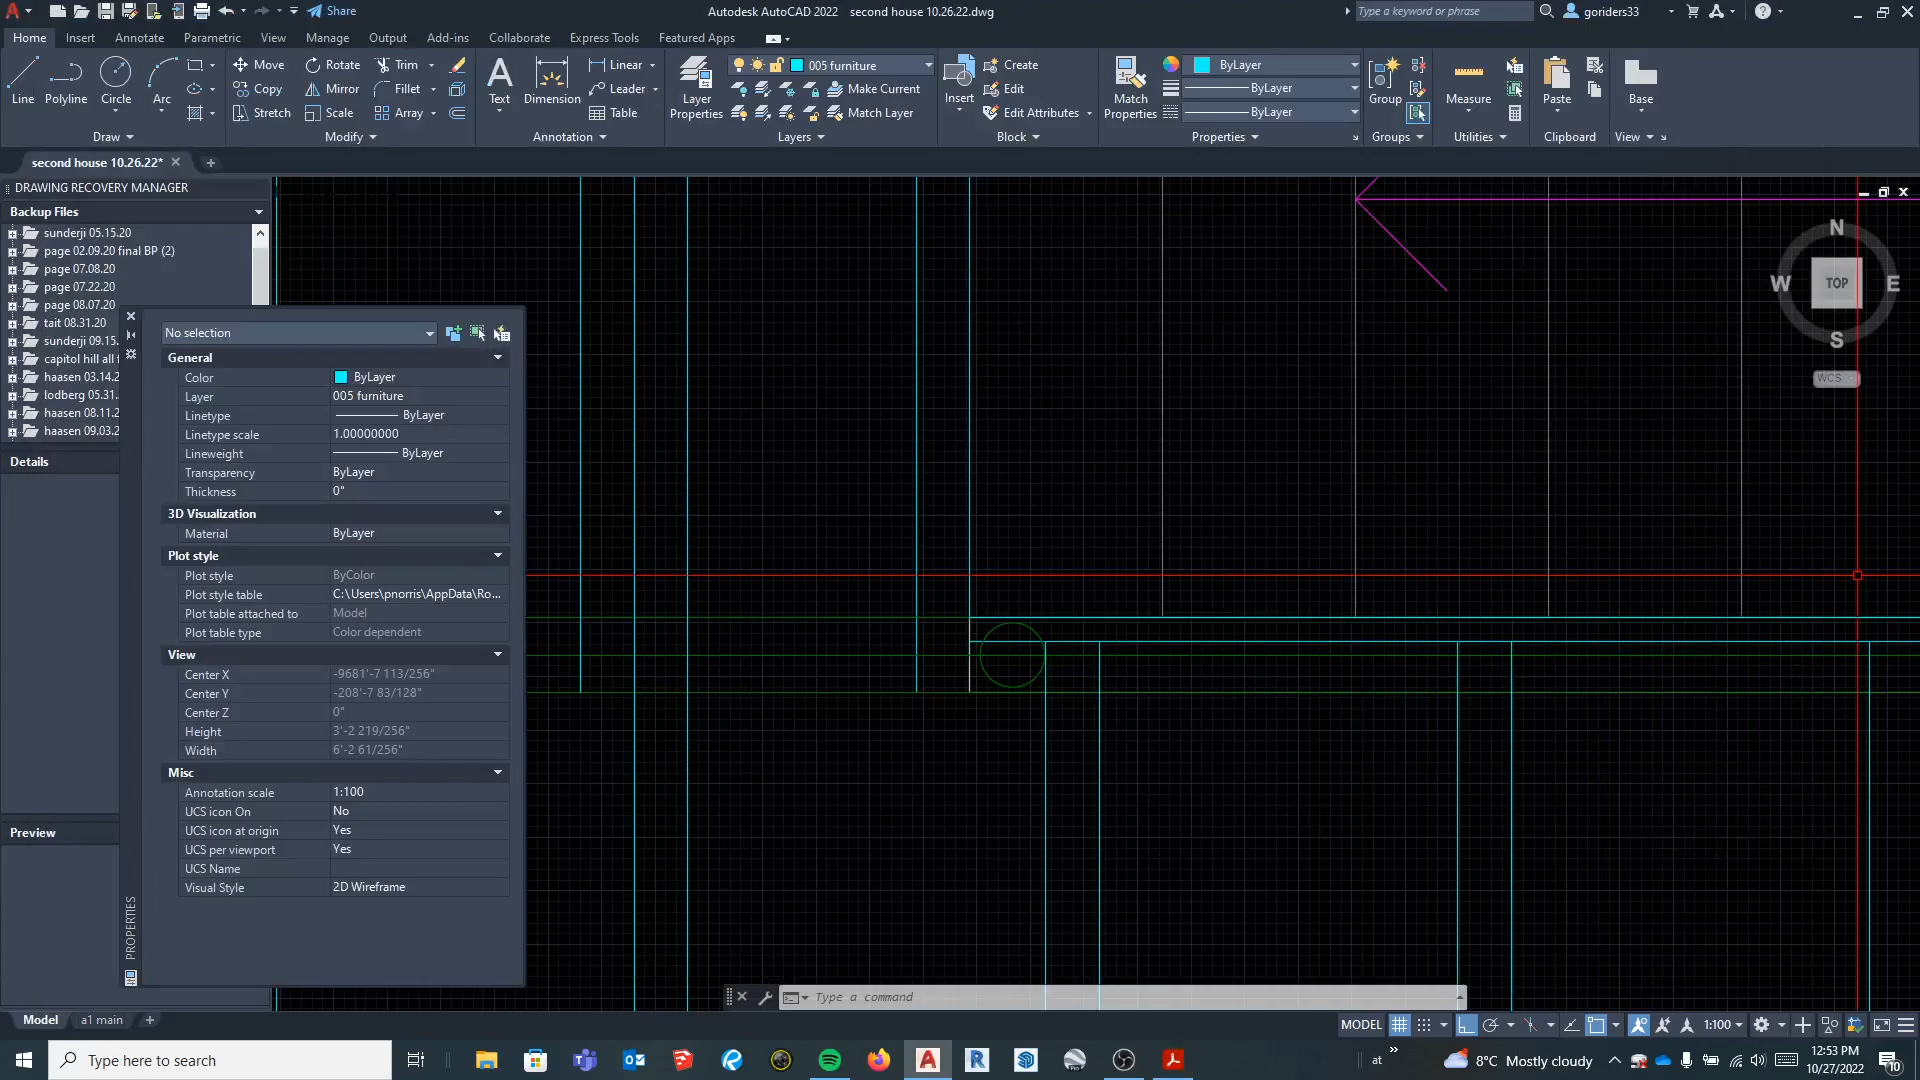 Share
Autodesk AutoCAD 2022 second house 10.26.22.dwg
Type a keyword or phrase
goriders33
Home Insert Annotate Parametric View Manage Output Add-ins Collaborate Express Tools Featured Apps
Line Polyline Circle Arc
Move Rotate Trim
Copy Mirror Fillet
Stretch Scale Array
Text Dimension
Linear
Leader
Table
Layer Properties
005 furniture
Make Current
Match Layer
Insert
Create
Edit
Edit Attributes
Match Properties
ByLayer
ByLayer
ByLayer
Group
Measure
Paste
Base
Draw Modify Annotation Layers Block Properties Groups Utilities Clipboard View
second house 10.26.22*
DRAWING RECOVERY MANAGER
Backup Files
sunderji 05.15.20
page 02.09.20 final BP (2)
page 07.08.20
page 07.22.20
page 08.07.20
tait 08.31.20
sunderji 09.15.
capitol hill all f
haasen 03.14.2
lodberg 05.31.
haasen 08.11.2
haasen 09.03.2
Details
Preview
No selection
General
Color ByLayer
Layer 005 furniture
Linetype ByLayer
Linetype scale 1.00000000
Lineweight ByLayer
Transparency ByLayer
Thickness 0"
3D Visualization
Material ByLayer
Plot style
Plot style ByColor
Plot style table C:\Users\pnorris\AppData\Ro...
Plot table attached to Model
Plot table type Color dependent
View
Center X -9681'-7 113/256"
Center Y -208'-7 83/128"
Center Z 0"
Height 3'-2 219/256"
Width 6'-2 61/256"
Misc
Annotation scale 1:100
UCS icon On No
UCS icon at origin Yes
UCS per viewport Yes
UCS Name
Visual Style 2D Wireframe
PROPERTIES
N
W TOP E
S
WCS
Type a command
Model a1 main
MODEL 1:100
Type here to search
at
8°C Mostly cloudy
12:53 PM
10/27/2022
10